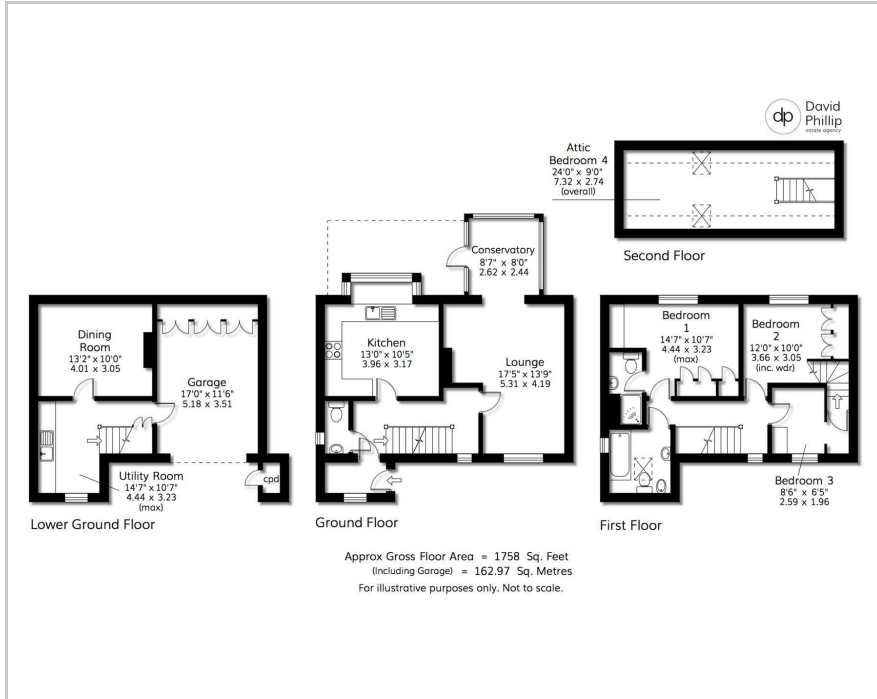 dp
David
Phillip
estate agency
Attic
Bedroom 4
24'0" x 9'0"
7.32 x 2.74
(overall)
Second Floor
Dining
Room
13'2" x 10'0"
4.01 x 3.05
Garage
17'0" x 11'6"
5.18 x 3.51
Utility Room
14'7" x 10'7"
4.44 x 3.23
(max)
cpd
Lower Ground Floor
Conservatory
8'7" x 8'0"
2.62 x 2.44
Kitchen
13'0" x 10'5"
3.96 x 3.17
Lounge
17'5" x 13'9"
5.31 x 4.19
Ground Floor
Bedroom
1
14'7" x 10'7"
4.44 x 3.23
(max)
Bedroom
2
12'0" x 10'0"
3.66 x 3.05
(inc. wdr)
Bedroom 3
8'6" x 6'5"
2.59 x 1.96
First Floor
Approx Gross Floor Area = 1758 Sq. Feet
(Including Garage) = 162.97 Sq. Metres
For illustrative purposes only. Not to scale.